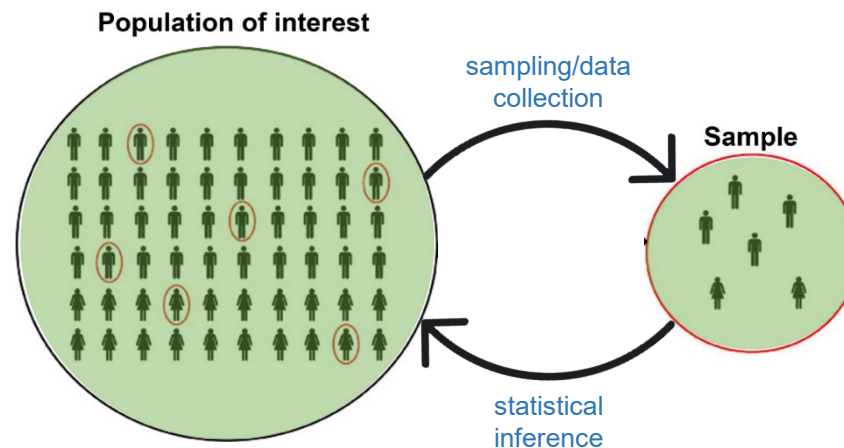 Population of interest
sampling/data
collection
Sample
statistical
inference